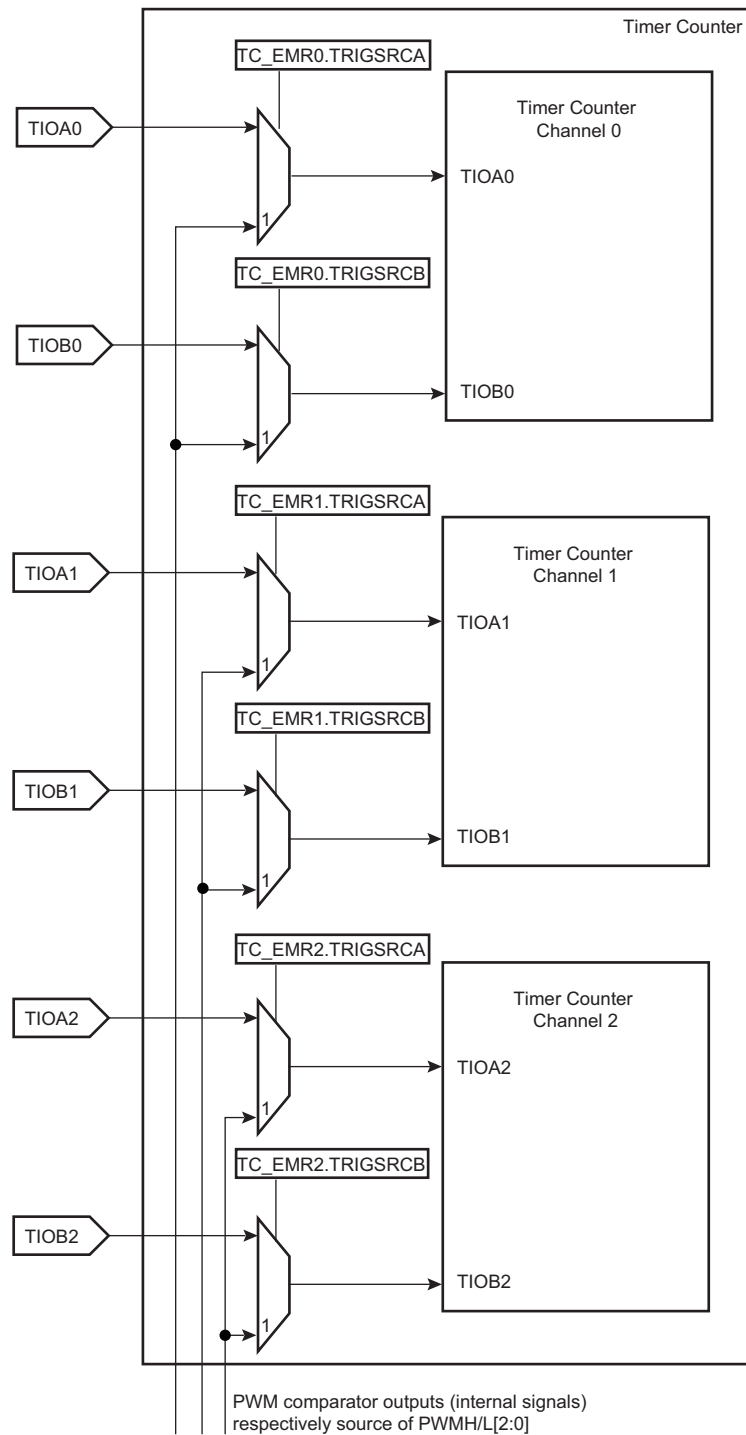 Timer Counter
TC_EMR0.TRIGSRCA
Timer Counter
Channel 0
TIOA0
TIOA0
1
TC_EMR0.TRIGSRCB
TIOB0
TIOB0
1
TC_EMR1.TRIGSRCA
Timer Counter
Channel 1
TIOA1
TIOA1
1
TC_EMR1.TRIGSRCB
TIOB1
TIOB1
1
TC_EMR2.TRIGSRCA
Timer Counter
Channel 2
TIOA2
TIOA2
1
TC_EMR2.TRIGSRCB
TIOB2
TIOB2
1
PWM comparator outputs (internal signals)
respectively source of PWMH/L[2:0]